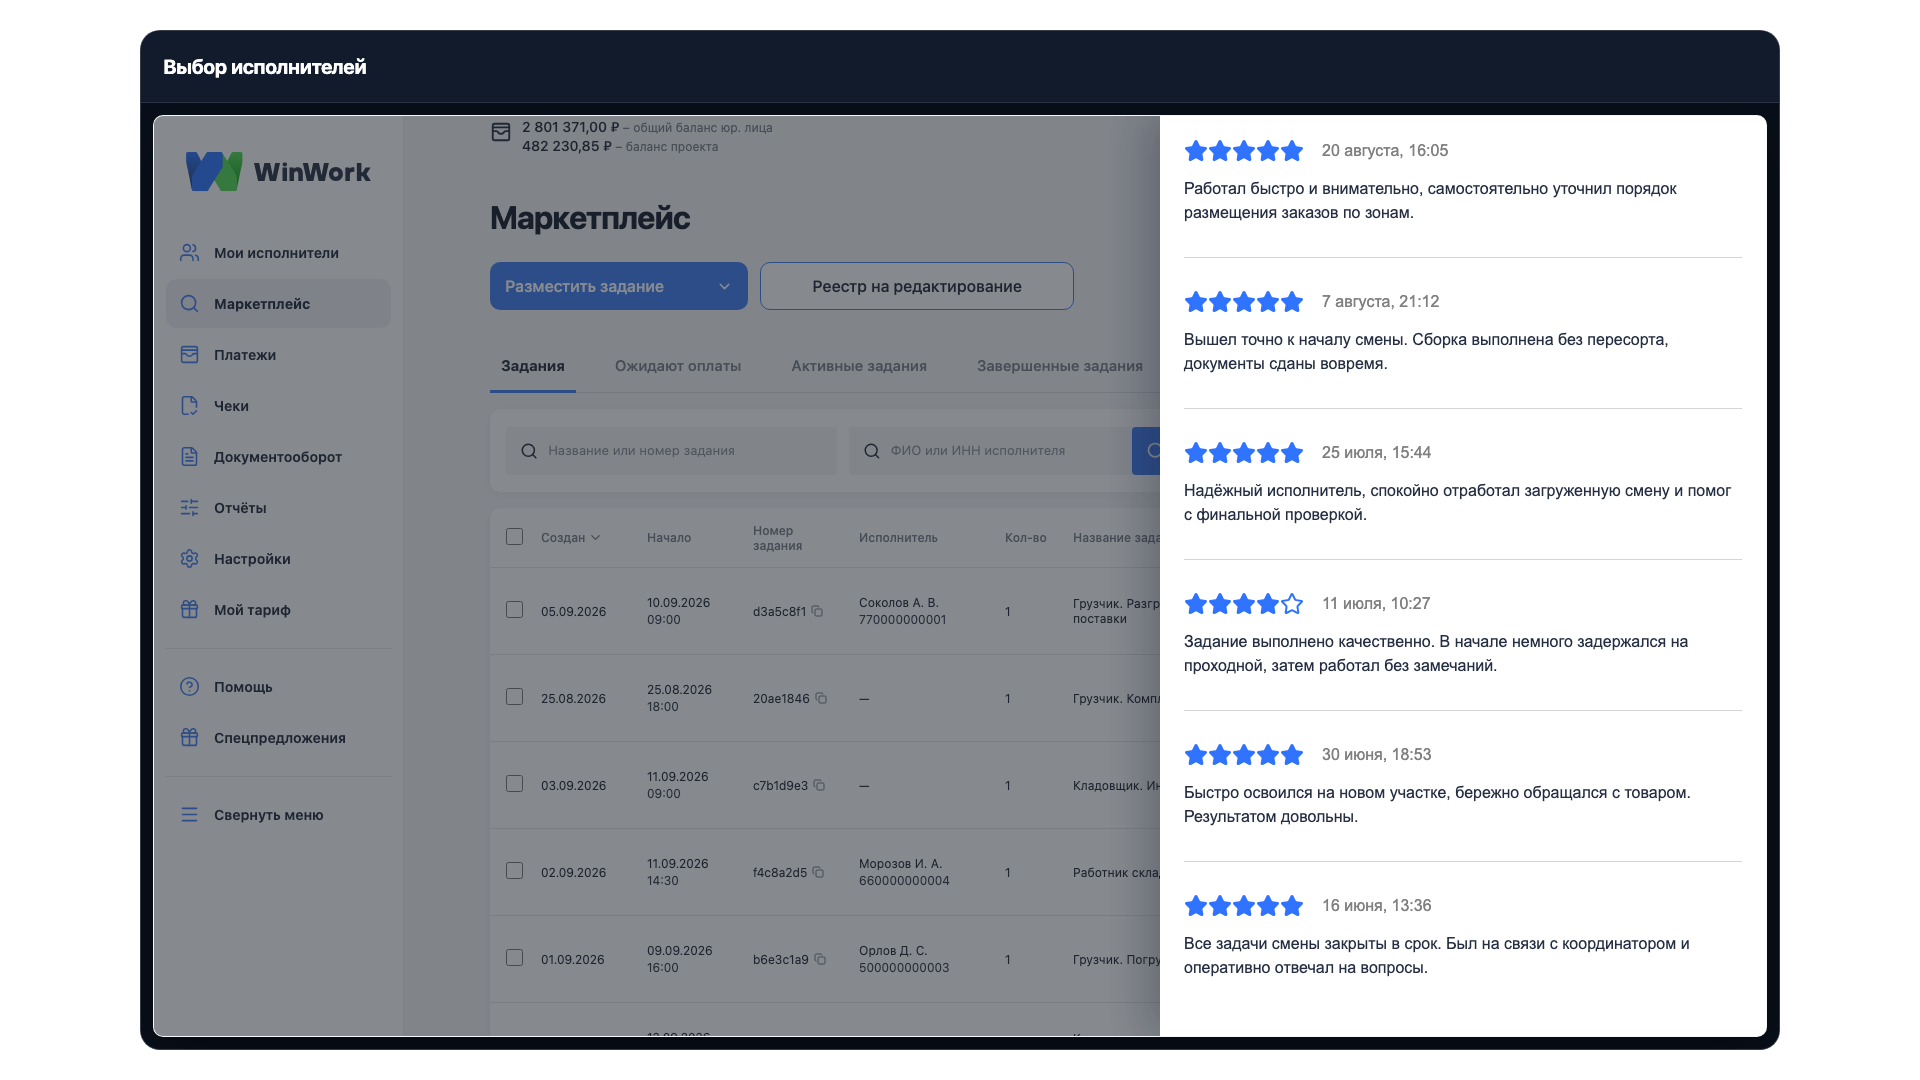 Выбор исполнителей
WinWork
Мои исполнители
Маркетплейс
Платежи
Чеки
Документооборот
Отчёты
Настройки
Мой тариф
Помощь
Спецпредложения
Свернуть меню
2 801 371,00 ₽ – общий баланс юр. лица
482 230,85 ₽ – баланс проекта
Маркетплейс
Разместить задание
Реестр на редактирование
Задания Ожидают оплаты Активные задания Завершенные задания
Название или номер задания ФИО или ИНН исполнителя
Создан Начало Номер задания Исполнитель Кол-во Название
05.09.2026 10.09.2026 09:00 d3a5c8f1 Соколов А. В. 770000000001 1 Грузчик. поставки
25.08.2026 25.08.2026 18:00 20ae1846 — 1 Грузчик.
03.09.2026 11.09.2026 09:00 c7b1d9e3 — 1 Кладовщик.
02.09.2026 11.09.2026 14:30 f4c8a2d5 Морозов И. А. 660000000004 1 Работник
01.09.2026 09.09.2026 16:00 b6e3c1a9 Орлов Д. С. 500000000003 1 Грузчик.
20 августа, 16:05
Работал быстро и внимательно, самостоятельно уточнил порядок
размещения заказов по зонам.
7 августа, 21:12
Вышел точно к началу смены. Сборка выполнена без пересорта,
документы сданы вовремя.
25 июля, 15:44
Надёжный исполнитель, спокойно отработал загруженную смену и помог
с финальной проверкой.
11 июля, 10:27
Задание выполнено качественно. В начале немного задержался на
проходной, затем работал без замечаний.
30 июня, 18:53
Быстро освоился на новом участке, бережно обращался с товаром.
Результатом довольны.
16 июня, 13:36
Все задачи смены закрыты в срок. Был на связи с координатором и
оперативно отвечал на вопросы.